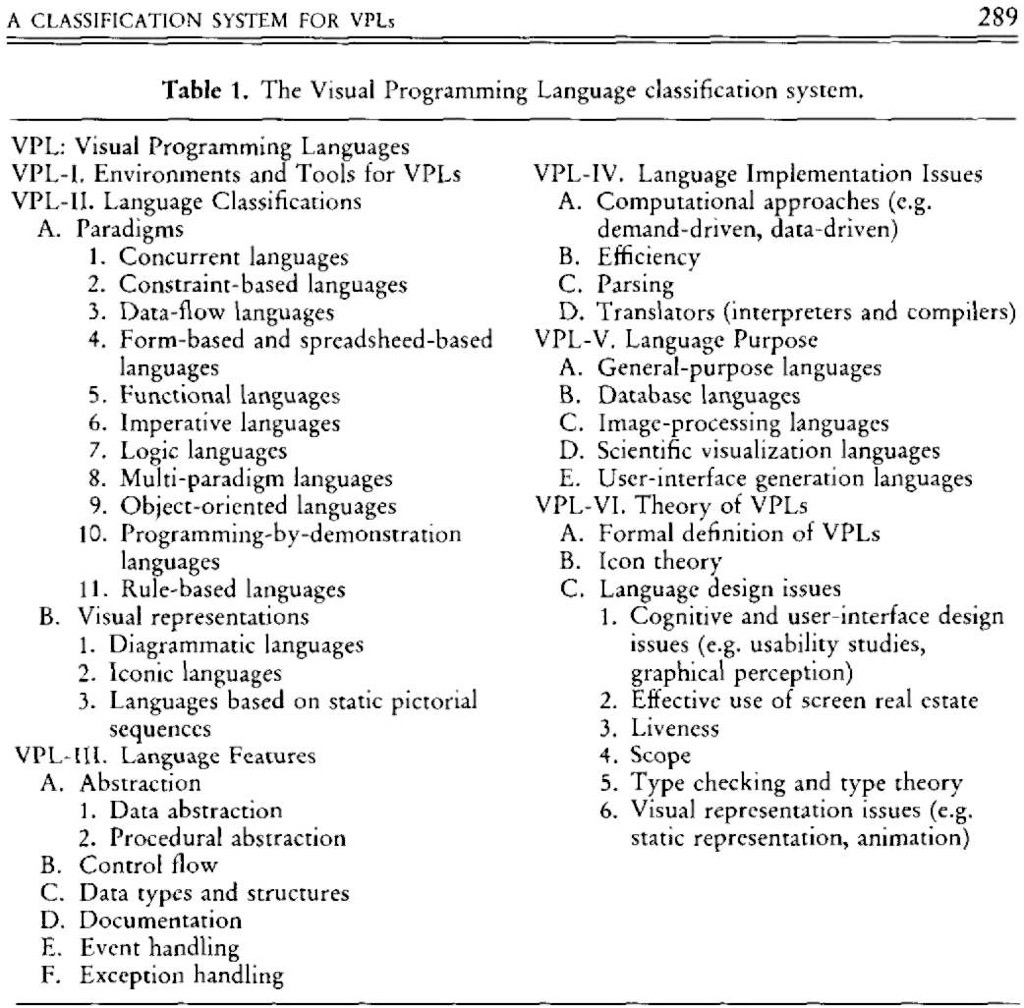 A CLASSIFICATION SYSTEM FOR VPLs 289
Table 1. The Visual Programming Language classification system.
VPL: Visual Programming Languages
VPL-I. Environments and Tools for VPLs
VPL-II. Language Classifications
A. Paradigms
1. Concurrent languages
2. Constraint-based languages
3. Data-flow languages
4. Form-based and spreadsheed-based
languages
5. Functional languages
6. Imperative languages
7. Logic languages
8. Multi-paradigm languages
9. Object-oriented languages
10. Programming-by-demonstration
languages
11. Rule-based languages
B. Visual representations
1. Diagrammatic languages
2. Iconic languages
3. Languages based on static pictorial
sequences
VPL-III. Language Features
A. Abstraction
1. Data abstraction
2. Procedural abstraction
B. Control flow
C. Data types and structures
D. Documentation
E. Event handling
F. Exception handling
VPL-IV. Language Implementation Issues
A. Computational approaches (e.g.
demand-driven, data-driven)
B. Efficiency
C. Parsing
D. Translators (interpreters and compilers)
VPL-V. Language Purpose
A. General-purpose languages
B. Database languages
C. Image-processing languages
D. Scientific visualization languages
E. User-interface generation languages
VPL-VI. Theory of VPLs
A. Formal definition of VPLs
B. Icon theory
C. Language design issues
1. Cognitive and user-interface design
issues (e.g. usability studies,
graphical perception)
2. Effective use of screen real estate
3. Liveness
4. Scope
5. Type checking and type theory
6. Visual representation issues (e.g.
static representation, animation)